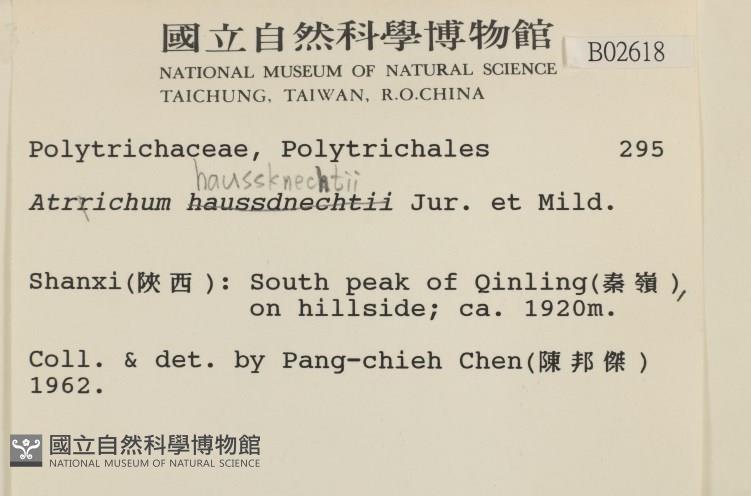 國立自然科學博物館
B02618
NATIONAL MUSEUM OF NATURAL SCIENCE
TAICHUNG, TAIWAN, R.O.CHINA
Polytrichaceae, Polytrichales 295
haussknechtii
Atrrichum haussdnechtii Jur. et Mild.
Shanxi(陝西): South peak of Qinling(秦嶺),
on hillside; ca. 1920m.
Coll. & det. by Pang-chieh Chen(陳邦傑)
1962.
國立自然科學博物館
NATIONAL MUSEUM OF NATURAL SCIENCE